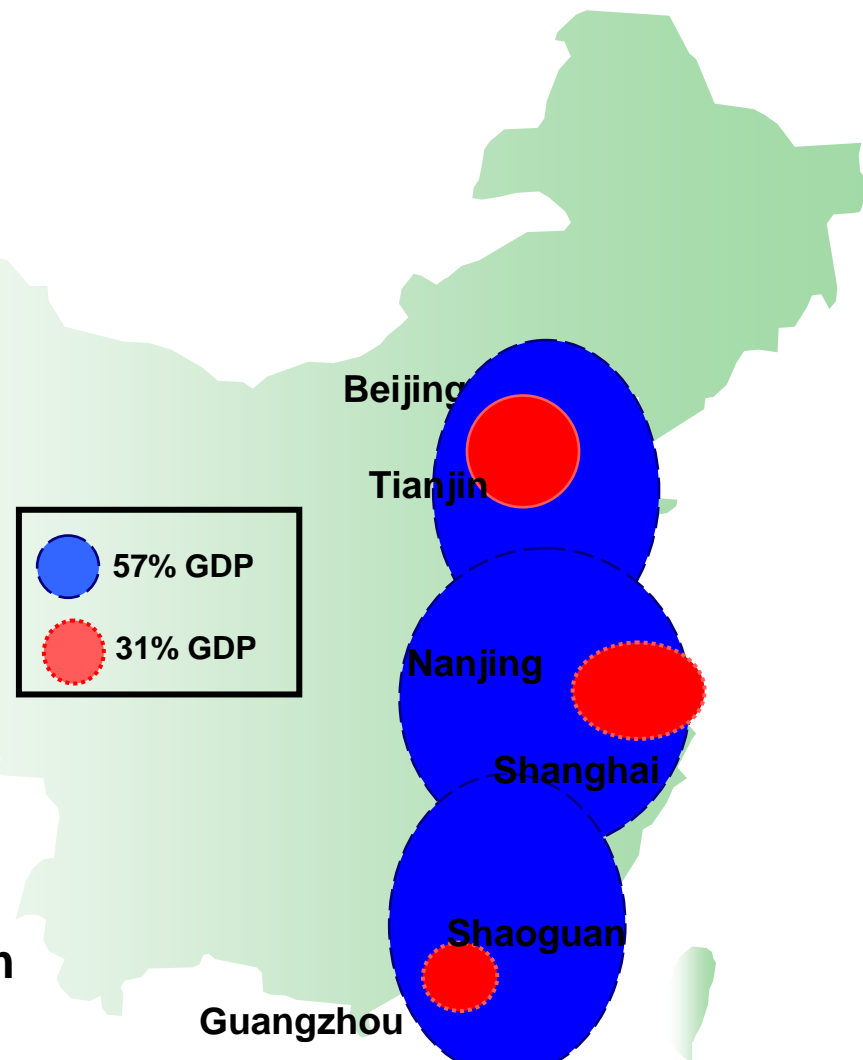 Beijing
Tianjin
57% GDP
31% GDP
Nanjing
Shanghai
Shaoguan
n
Guangzhou